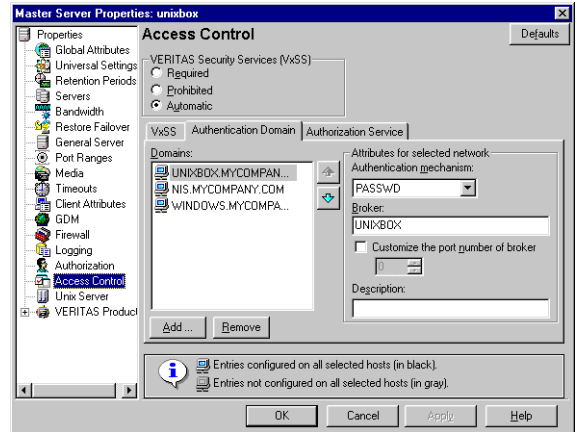 Master Server Properties: unixbox
Properties
Global Attributes
Universal Settings
Retention Periods
Servers
Bandwidth
Restore Failover
General Server
Port Ranges
Media
Timeouts
Client Attributes
GDM
Firewall
Logging
Authorization
Access Control
Unix Server
VERITAS Product
Access Control
Defaults
VERITAS Security Services (VxSS)
Required
Prohibited
Automatic
VxSS Authentication Domain Authorization Service
Domains:
UNIXBOX.MYCOMPAN...
NIS.MYCOMPANY.COM
WINDOWS.MYCOMPA...
Add ... Remove
Attributes for selected network
Authentication mechanism:
PASSWD
Broker:
UNIXBOX
Customize the port number of broker
0
Description:
Entries configured on all selected hosts (in black).
Entries not configured on all selected hosts (in gray).
OK Cancel Apply Help